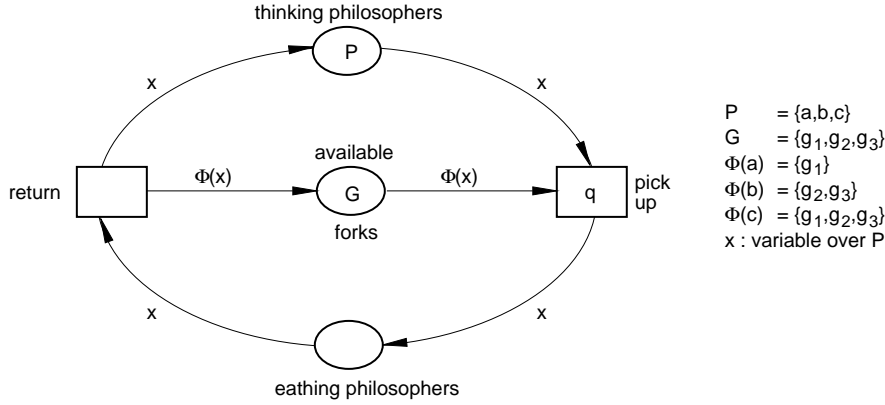 thinking philosophers
P
x
x
available
Φ(x)
Φ(x)
return
G
q
pick
up
forks
x
x
eathing philosophers
P = {a,b,c}
G = {g1,g2,g3}
Φ(a) = {g1}
Φ(b) = {g2,g3}
Φ(c) = {g1,g2,g3}
x : variable over P